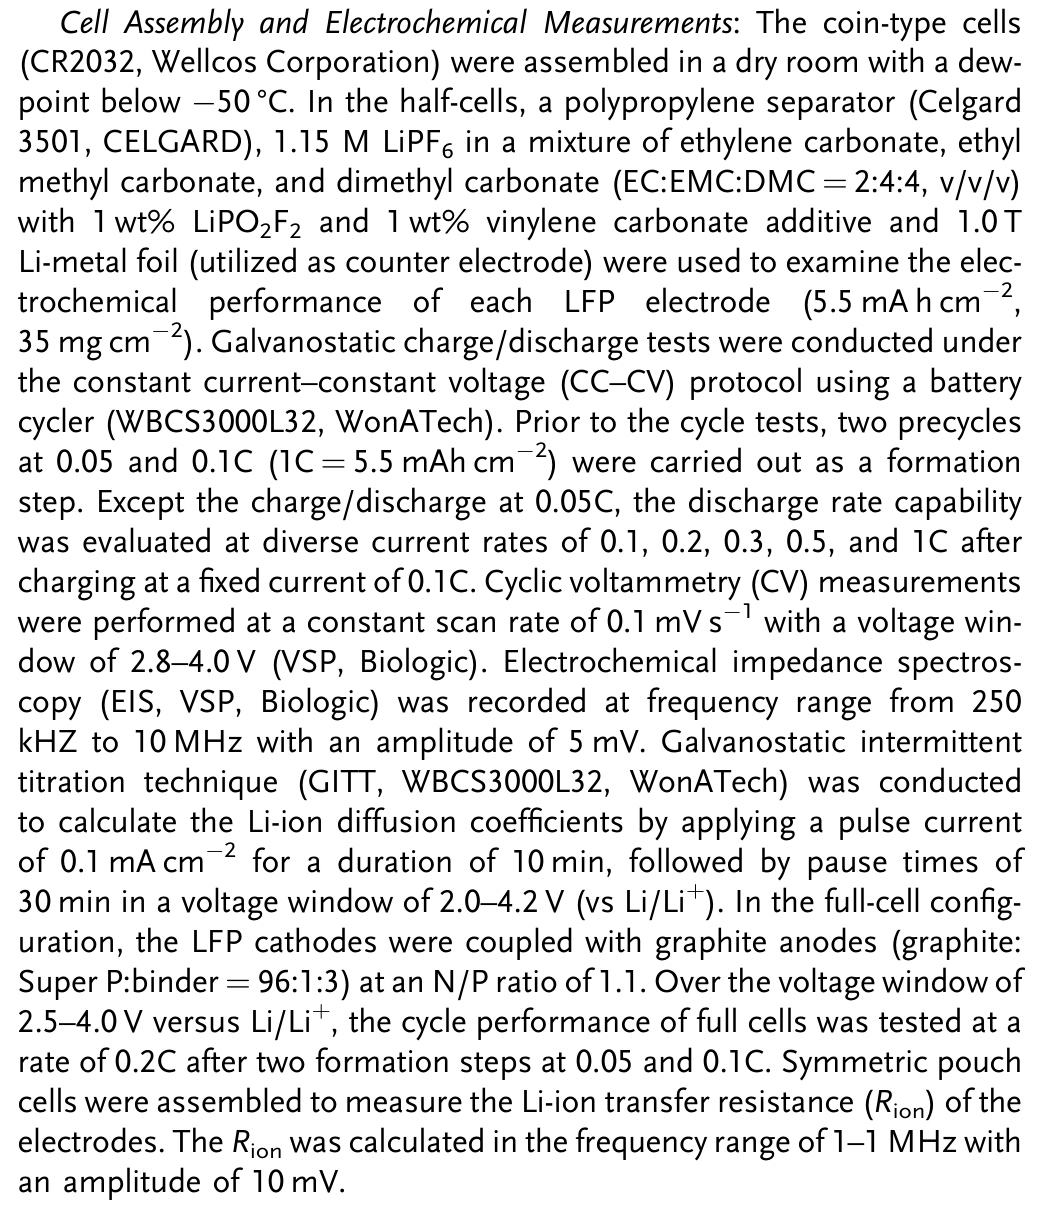 Cell Assembly and Electrochemical Measurements: The coin-type cells
(CR2032, Wellcos Corporation) were assembled in a dry room with a dew-
point below −50 °C. In the half-cells, a polypropylene separator (Celgard
3501, CELGARD), 1.15 M LiPF₆ in a mixture of ethylene carbonate, ethyl
methyl carbonate, and dimethyl carbonate (EC:EMC:DMC = 2:4:4, v/v/v)
with 1 wt% LiPO₂F₂ and 1 wt% vinylene carbonate additive and 1.0 T
Li-metal foil (utilized as counter electrode) were used to examine the elec-
trochemical performance of each LFP electrode (5.5 mA h cm⁻²,
35 mg cm⁻²). Galvanostatic charge/discharge tests were conducted under
the constant current–constant voltage (CC–CV) protocol using a battery
cycler (WBCS3000L32, WonATech). Prior to the cycle tests, two precycles
at 0.05 and 0.1C (1C = 5.5 mAh cm⁻²) were carried out as a formation
step. Except the charge/discharge at 0.05C, the discharge rate capability
was evaluated at diverse current rates of 0.1, 0.2, 0.3, 0.5, and 1C after
charging at a fixed current of 0.1C. Cyclic voltammetry (CV) measurements
were performed at a constant scan rate of 0.1 mV s⁻¹ with a voltage win-
dow of 2.8–4.0 V (VSP, Biologic). Electrochemical impedance spectros-
copy (EIS, VSP, Biologic) was recorded at frequency range from 250
kHZ to 10 MHz with an amplitude of 5 mV. Galvanostatic intermittent
titration technique (GITT, WBCS3000L32, WonATech) was conducted
to calculate the Li-ion diffusion coefficients by applying a pulse current
of 0.1 mA cm⁻² for a duration of 10 min, followed by pause times of
30 min in a voltage window of 2.0–4.2 V (vs Li/Li⁺). In the full-cell config-
uration, the LFP cathodes were coupled with graphite anodes (graphite:
Super P:binder = 96:1:3) at an N/P ratio of 1.1. Over the voltage window of
2.5–4.0 V versus Li/Li⁺, the cycle performance of full cells was tested at a
rate of 0.2C after two formation steps at 0.05 and 0.1C. Symmetric pouch
cells were assembled to measure the Li-ion transfer resistance (Rᵢₒₙ) of the
electrodes. The Rᵢₒₙ was calculated in the frequency range of 1–1 MHz with
an amplitude of 10 mV.